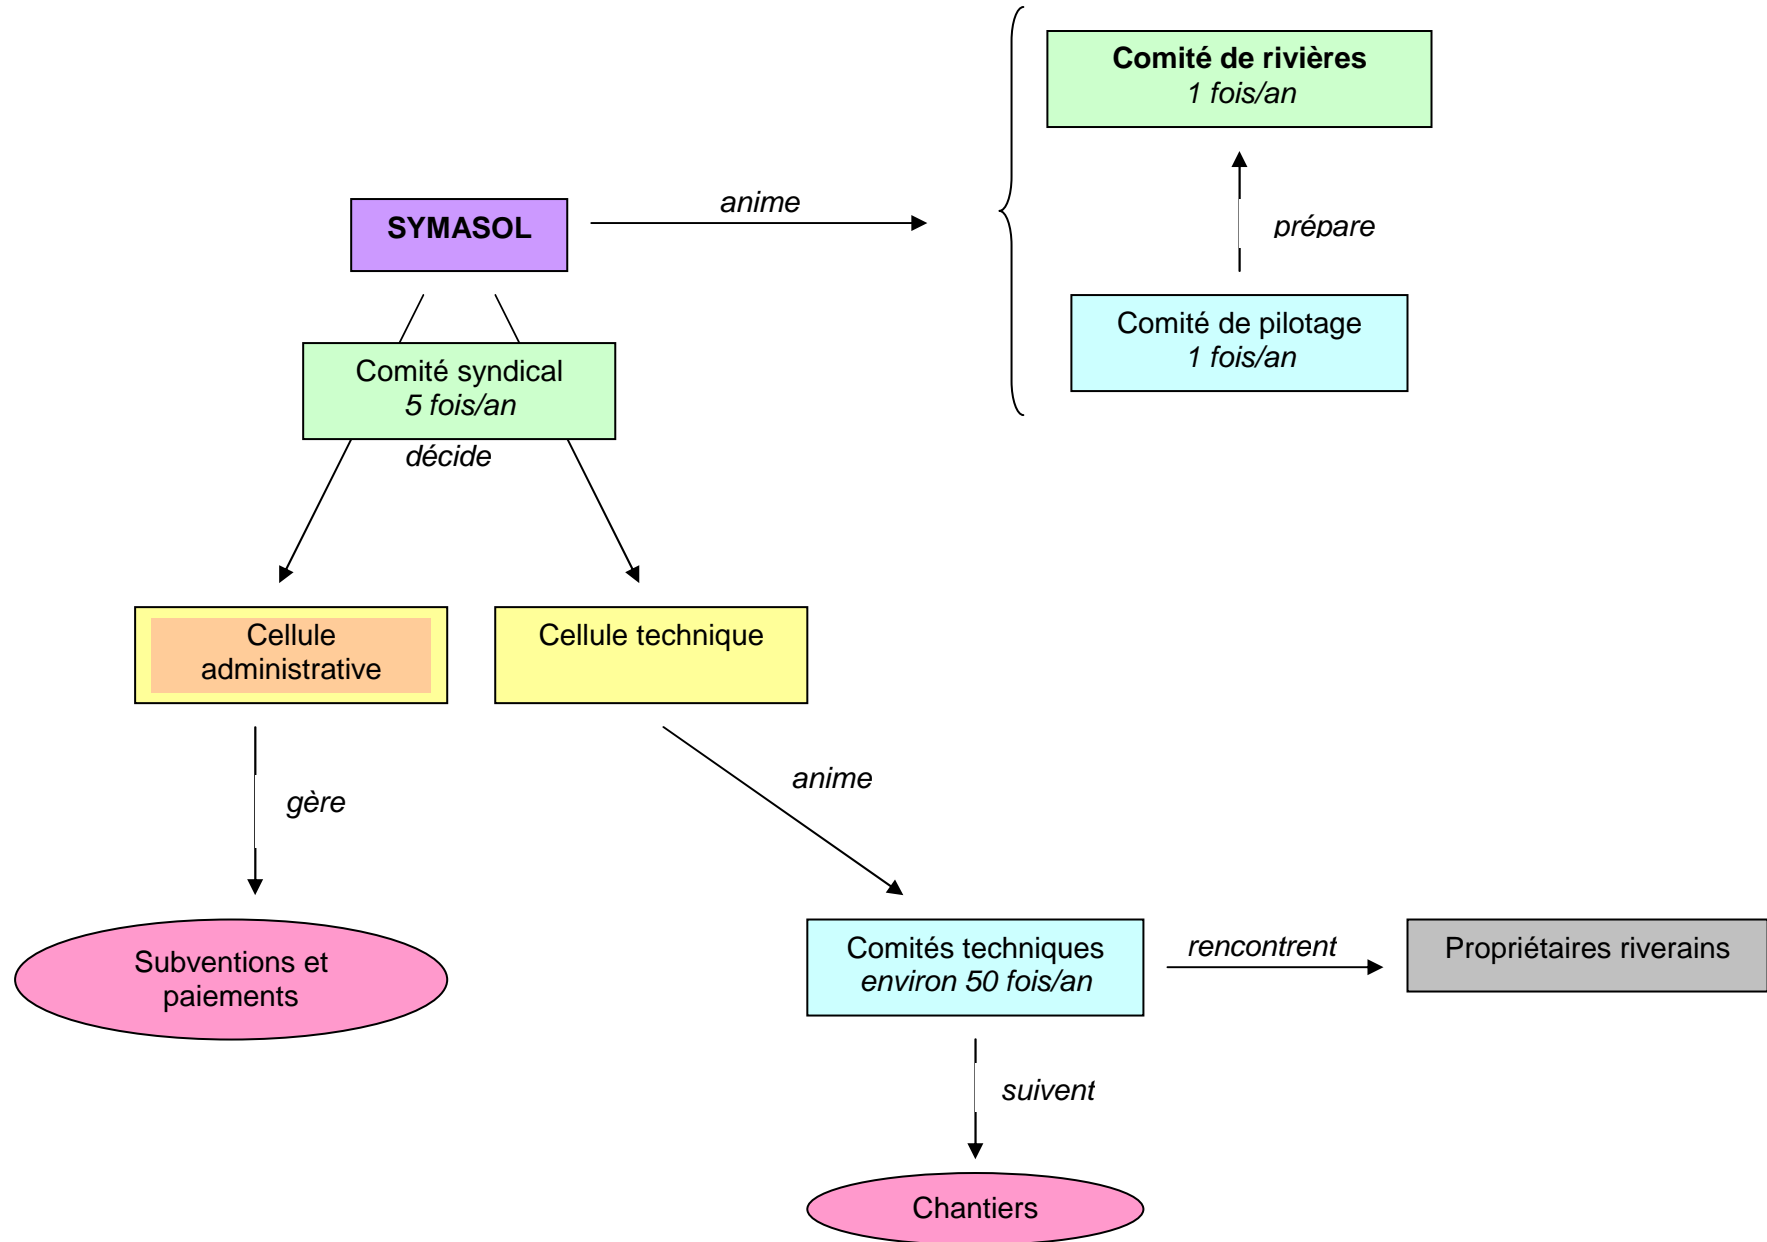 Comité de rivières
1 fois/an
SYMASOL
anime
prépare
Comité de pilotage
1 fois/an
Comité syndical
5 fois/an
décide
Cellule
administrative
Cellule technique
gère
anime
Subventions et
paiements
Comités techniques
environ 50 fois/an
rencontrent
Propriétaires riverains
suivent
Chantiers